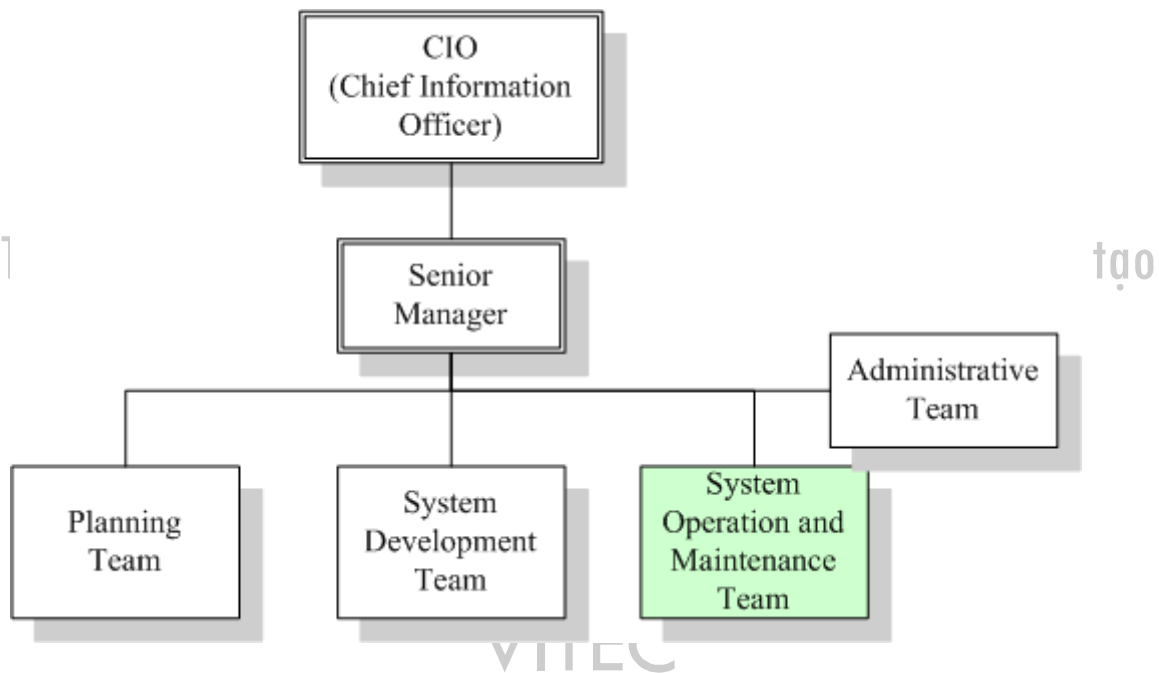 CIO
(Chief Information
Officer)
Senior
Manager
tạo
Administrative
Team
Planning
Team
System
Development
Team
System
Operation and
Maintenance
Team
VITEC